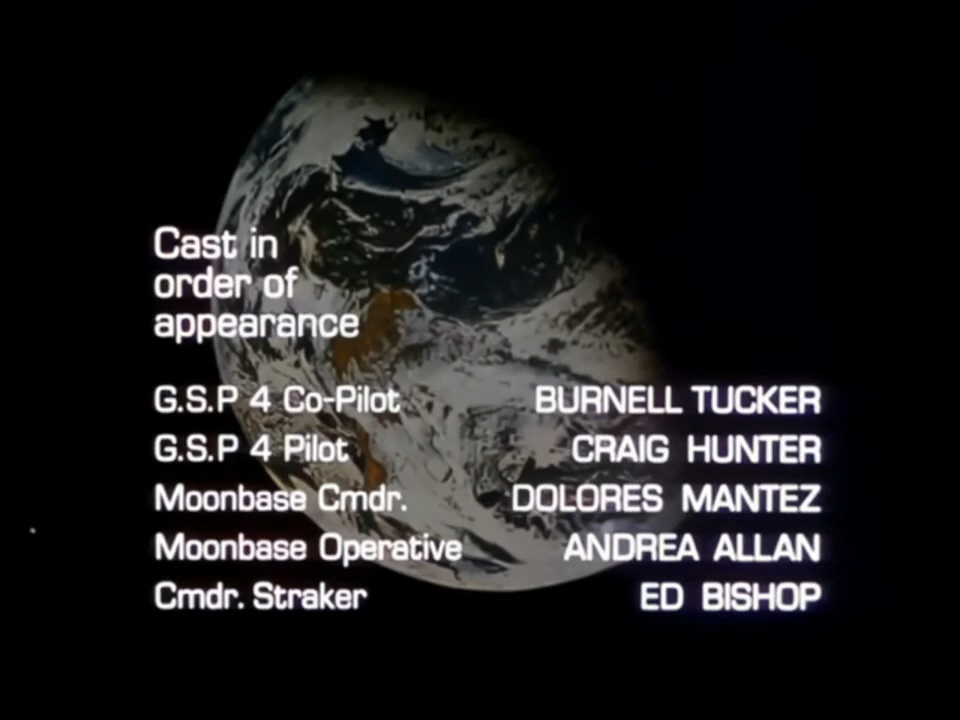 Cast in
order of
appearance
G.S.P 4 Co-Pilot BURNELL TUCKER
G.S.P 4 Pilot CRAIG HUNTER
Moonbase Cmdr. DOLORES MANTEZ
Moonbase Operative ANDREA ALLAN
Cmdr. Straker ED BISHOP